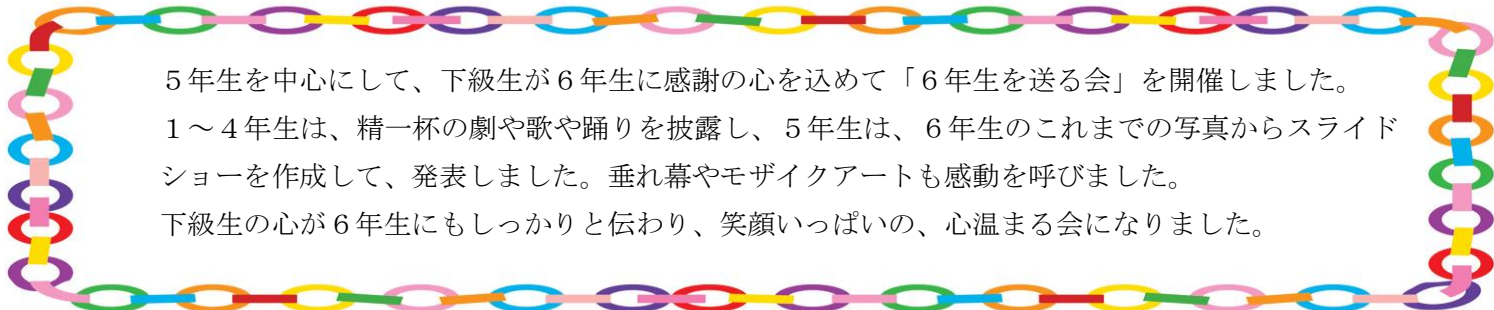 ５年生を中心にして、下級生が６年生に感謝の心を込めて「６年生を送る会」を開催しました。
１～４年生は、精一杯の劇や歌や踊りを披露し、５年生は、６年生のこれまでの写真からスライド
ショーを作成して、発表しました。垂れ幕やモザイクアートも感動を呼びました。
下級生の心が６年生にもしっかりと伝わり、笑顔いっぱいの、心温まる会になりました。